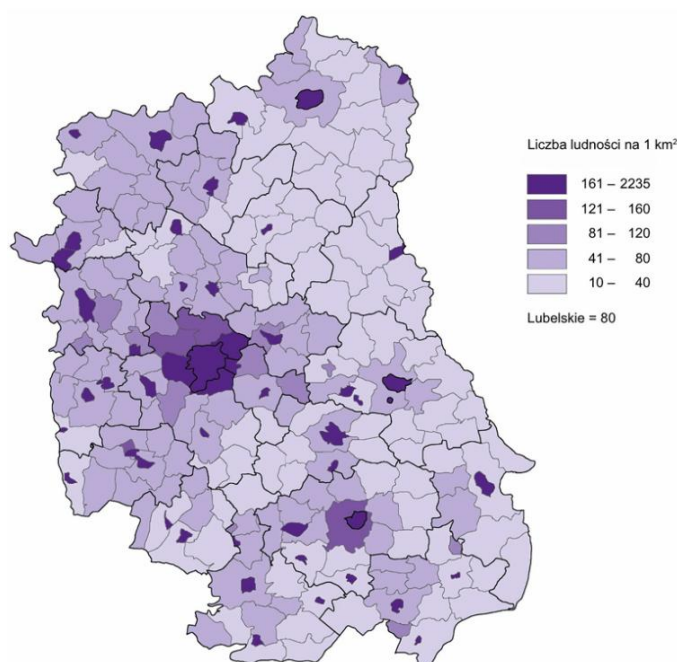 Liczba ludności na 1 km²
161 – 2235
121 – 160
81 – 120
41 – 80
10 – 40
Lubelskie = 80